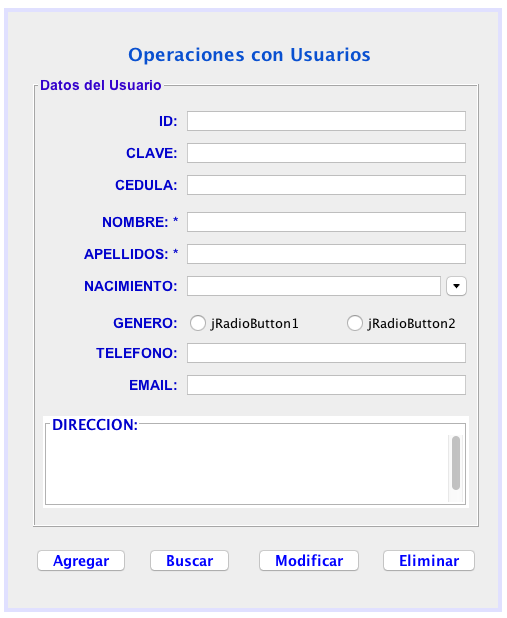 Operaciones con Usuarios
Datos del Usuario
ID:
CLAVE:
CEDULA:
NOMBRE: *
APELLIDOS: *
NACIMIENTO:
GENERO: jRadioButton1 jRadioButton2
TELEFONO:
EMAIL:
DIRECCION:
Agregar Buscar Modificar Eliminar